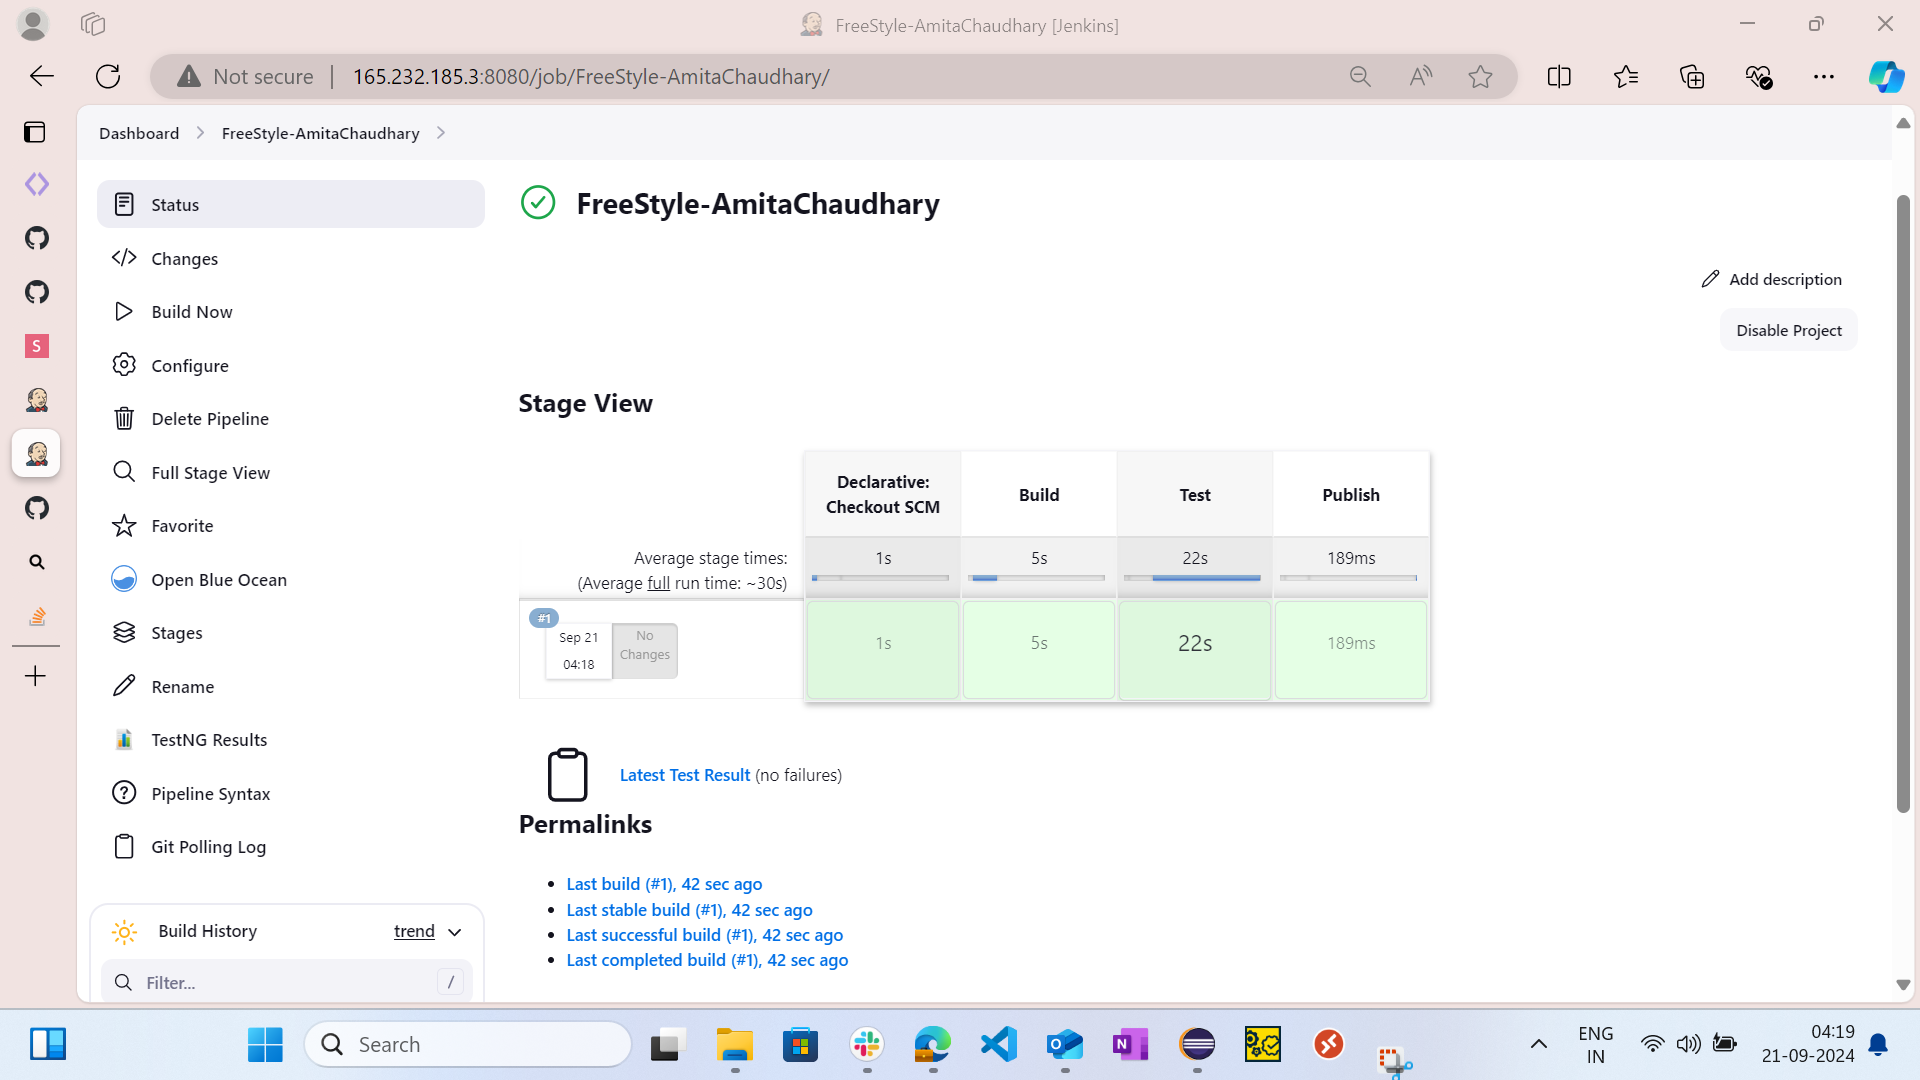 FreeStyle-AmitaChaudhary [Jenkins]
Not secure
165.232.185.3:8080/job/FreeStyle-AmitaChaudhary/
Dashboard
FreeStyle-AmitaChaudhary
Status
Changes
Build Now
Configure
Delete Pipeline
Full Stage View
Favorite
Open Blue Ocean
Stages
Rename
TestNG Results
Pipeline Syntax
Git Polling Log
Build History
trend
Filter...
/
S
FreeStyle-AmitaChaudhary
Add description
Disable Project
Stage View
Declarative: Checkout SCM
Build
Test
Publish
Average stage times:
(Average full run time: ~30s)
1s
5s
22s
189ms
#1
Sep 21
04:18
No Changes
1s
5s
22s
189ms
Latest Test Result (no failures)
Permalinks
Last build (#1), 42 sec ago
Last stable build (#1), 42 sec ago
Last successful build (#1), 42 sec ago
Last completed build (#1), 42 sec ago
Search
ENG
IN
04:19
21-09-2024